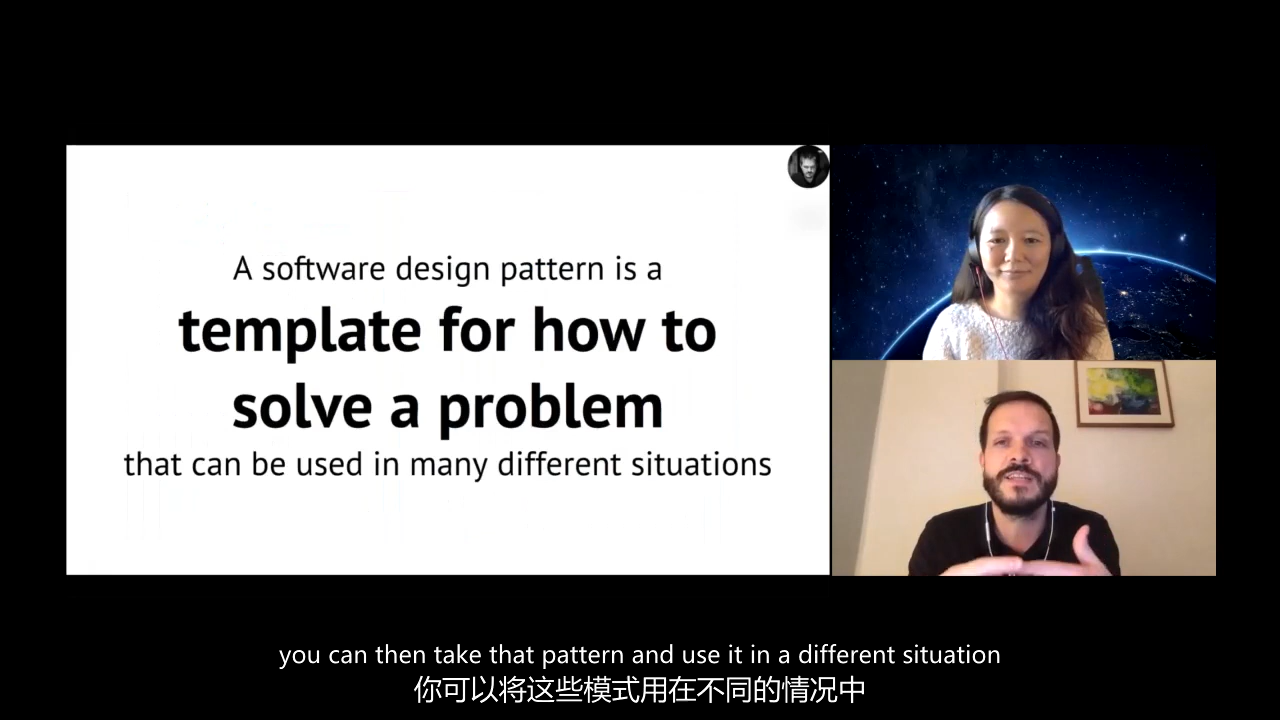 A software design pattern is a
template for how to
solve a problem
that can be used in many different situations
you can then take that pattern and use it in a different situation
你可以将这些模式用在不同的情况中